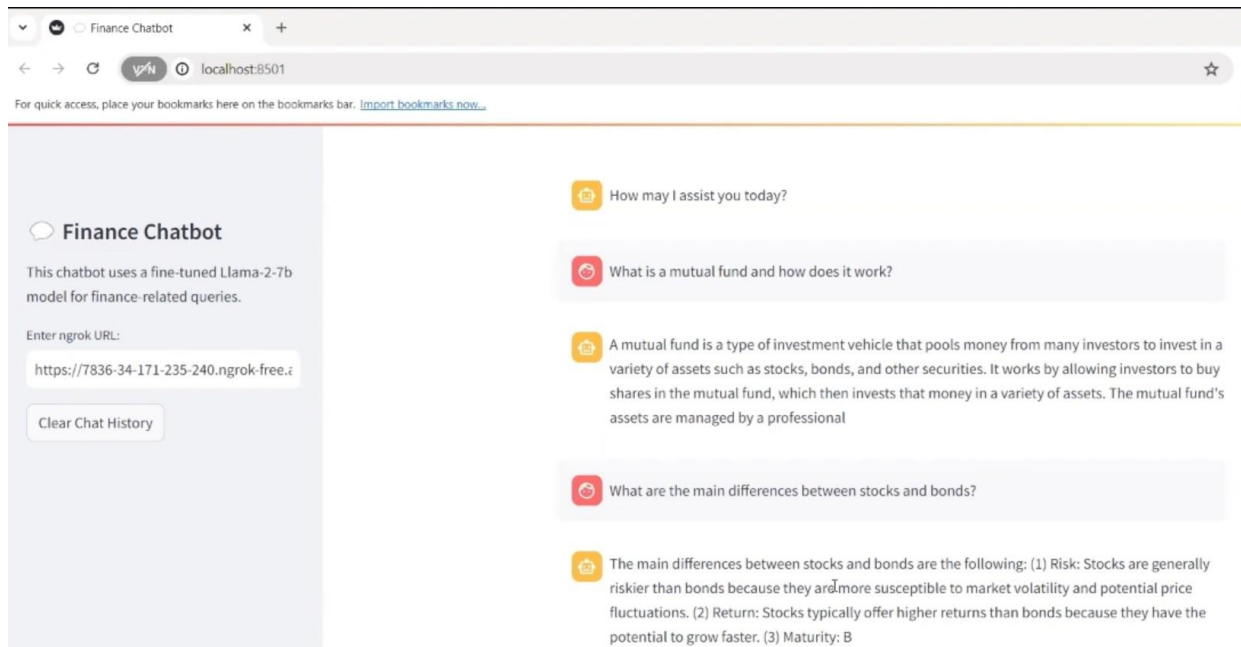 Finance Chatbot
VPN
localhost:8501
For quick access, place your bookmarks here on the bookmarks bar. Import bookmarks now...
Finance Chatbot
This chatbot uses a fine-tuned Llama-2-7b
model for finance-related queries.
Enter ngrok URL:
https://7836-34-171-235-240.ngrok-free.a
Clear Chat History
How may I assist you today?
What is a mutual fund and how does it work?
A mutual fund is a type of investment vehicle that pools money from many investors to invest in a
variety of assets such as stocks, bonds, and other securities. It works by allowing investors to buy
shares in the mutual fund, which then invests that money in a variety of assets. The mutual fund's
assets are managed by a professional
What are the main differences between stocks and bonds?
The main differences between stocks and bonds are the following: (1) Risk: Stocks are generally
riskier than bonds because they are more susceptible to market volatility and potential price
fluctuations. (2) Return: Stocks typically offer higher returns than bonds because they have the
potential to grow faster. (3) Maturity: B